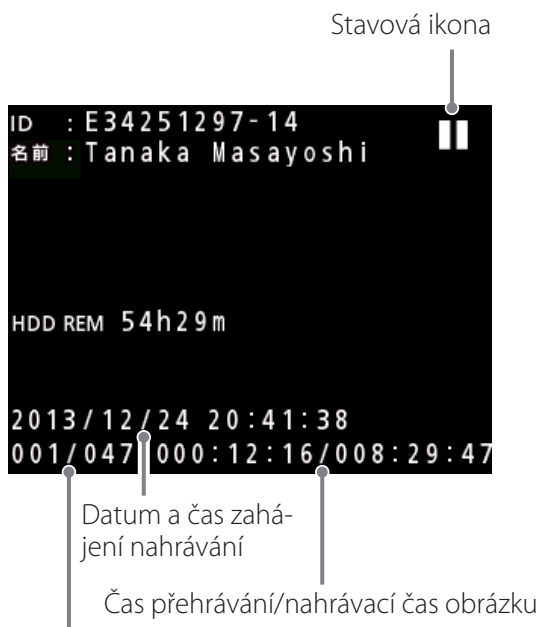 Stavová ikona
ID : E34251297-14
名前 : Tanaka Masayoshi
HDD REM 54h29m
2013/12/24 20:41:38
001/047 000:12:16/008:29:47
Datum a čas zahá-
jení nahrávání
Čas přehrávání/nahrávací čas obrázku